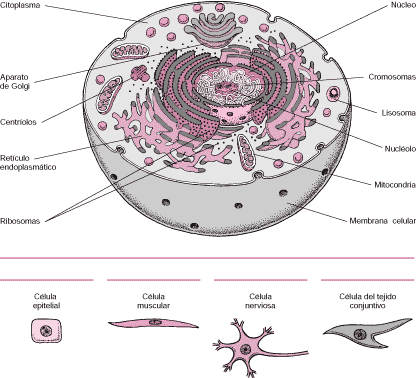 Citoplasma
Núcleo
Aparato
de Golgi
Cromosomas
Lisosoma
Centríolos
Nucléolo
Retículo
endoplasmático
Mitocondria
Ribosomas
Membrana celular
Célula
epitelial
Célula
muscular
Célula
nerviosa
Célula del tejido
conjuntivo